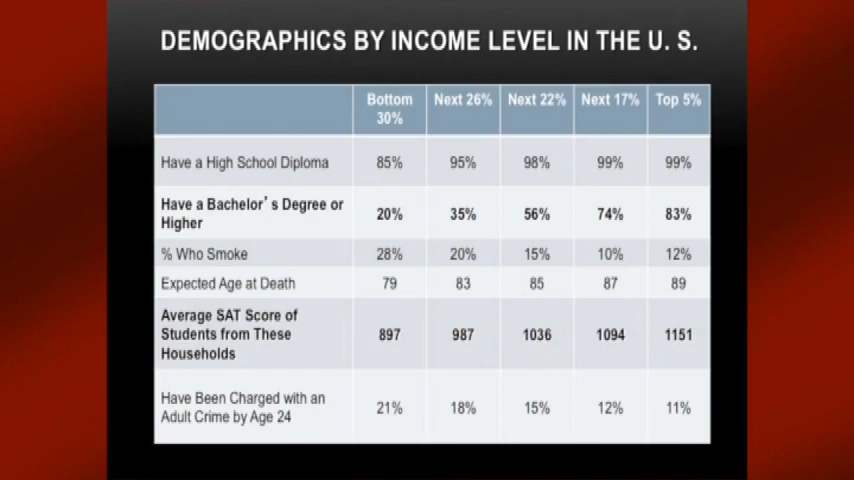 DEMOGRAPHICS BY INCOME LEVEL IN THE U. S.
Bottom 30% Next 26% Next 22% Next 17% Top 5%
Have a High School Diploma 85% 95% 98% 99% 99%
Have a Bachelor's Degree or
Higher 20% 35% 56% 74% 83%
% Who Smoke 28% 20% 15% 10% 12%
Expected Age at Death 79 83 85 87 89
Average SAT Score of
Students from These 897 987 1036 1094 1151
Households
Have Been Charged with an
Adult Crime by Age 24 21% 18% 15% 12% 11%